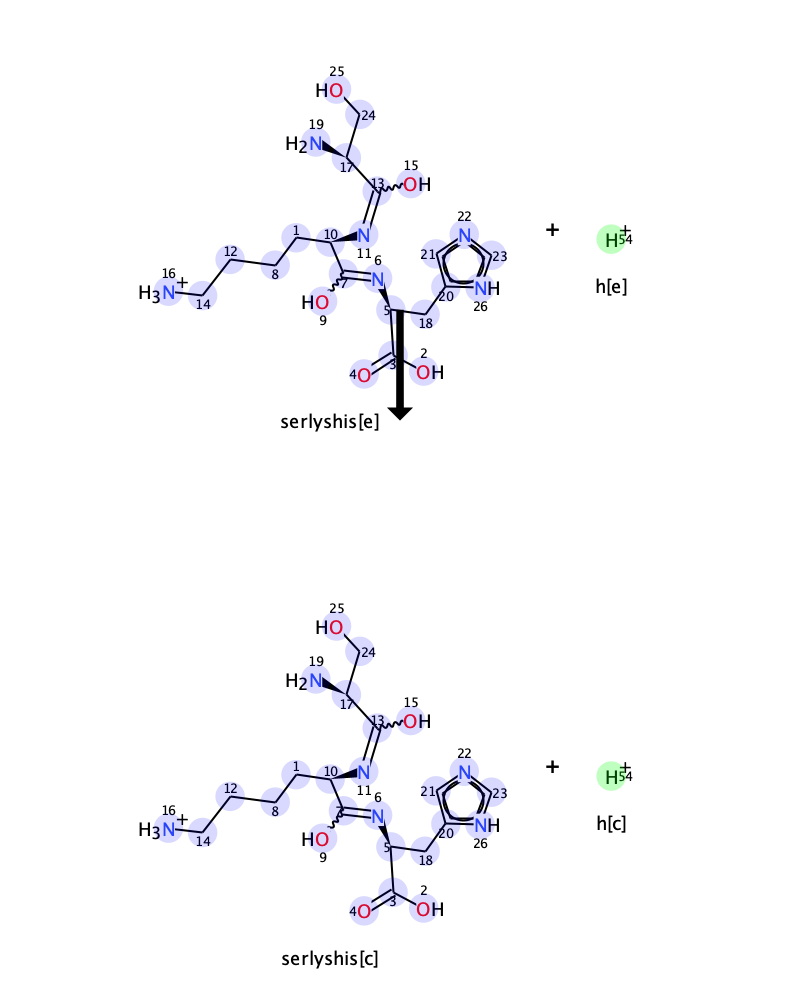 25
HO
24
19
H2N
17
15
13 OH
22
N
21
23
1
10
N
11
6
N
12
16
H3N+
14
8
7
HO
9
5
20
NH
26
18
3
2
4O
OH
serlyshis[e]
+
H+
54
h[e]
25
HO
24
19
H2N
17
15
13 OH
22
N
21
23
1
10
N
11
6
N
12
16
H3N+
14
8
7
HO
9
5
20
NH
26
18
3
2
4O
OH
serlyshis[c]
+
H+
54
h[c]